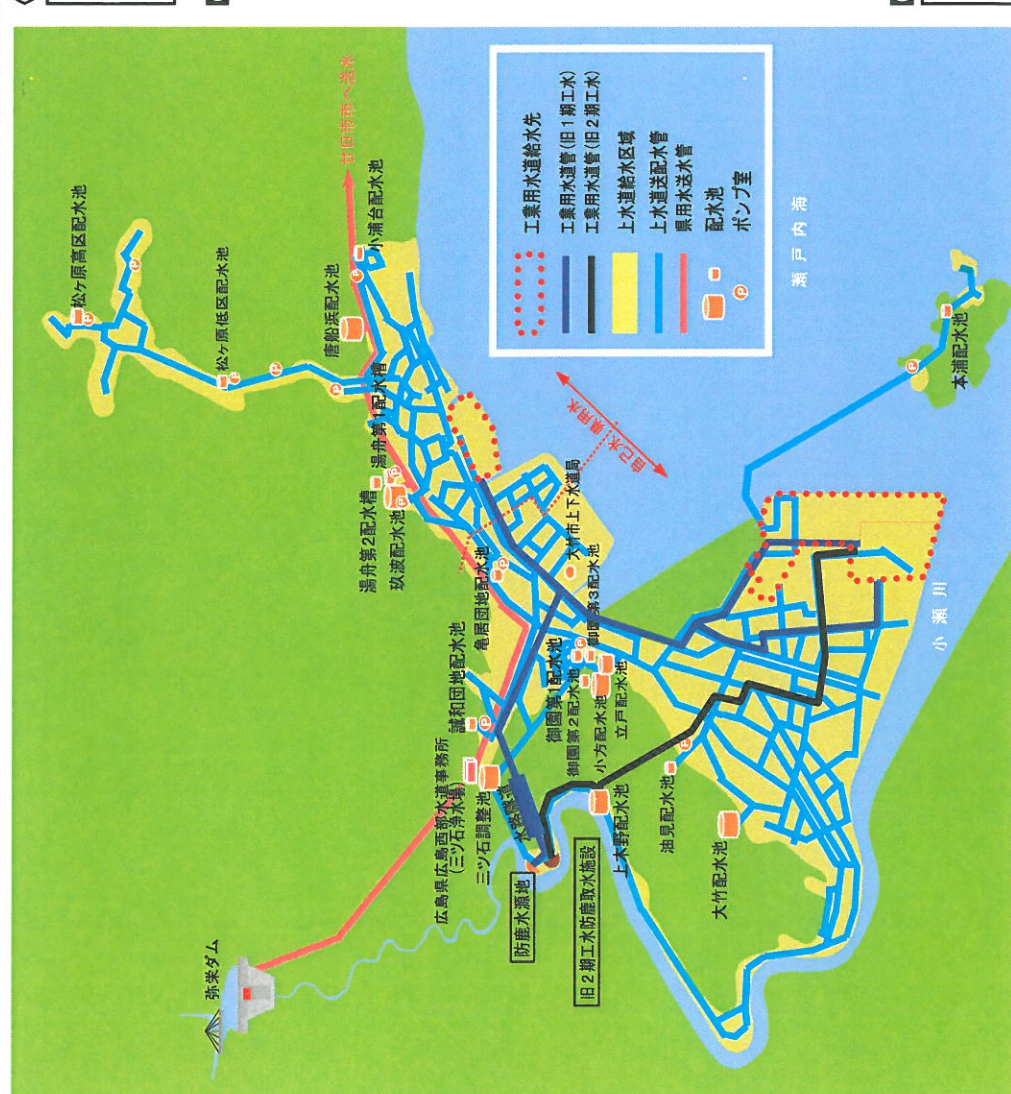 弥栄ダム
廿日市市へ送水
松ヶ原高区配水池
松ヶ原低区配水池
小浦台配水池
唐船浜配水池
湯舟第1配水槽
湯舟第2配水槽
玖波配水池
亀居団地配水池
誠和団地配水池
広島県広島西部水道事務所
(三ツ石浄水場)
三ツ石調整池
水路隧道
防鹿水源地
旧2期工水防鹿取水施設
上木野配水池
御園第1配水池
御園第2配水池
御園第3配水池
小方配水池
立戸配水池
大竹市上下水道局
油見配水池
大竹配水池
本浦配水池
自己水
県用水
瀬戸内海
小瀬川
工業用水道給水先
工業用水道管(旧1期工水)
工業用水道管(旧2期工水)
上水道給水区域
上水道送配水管
県用水送水管
配水池
ポンプ室
P